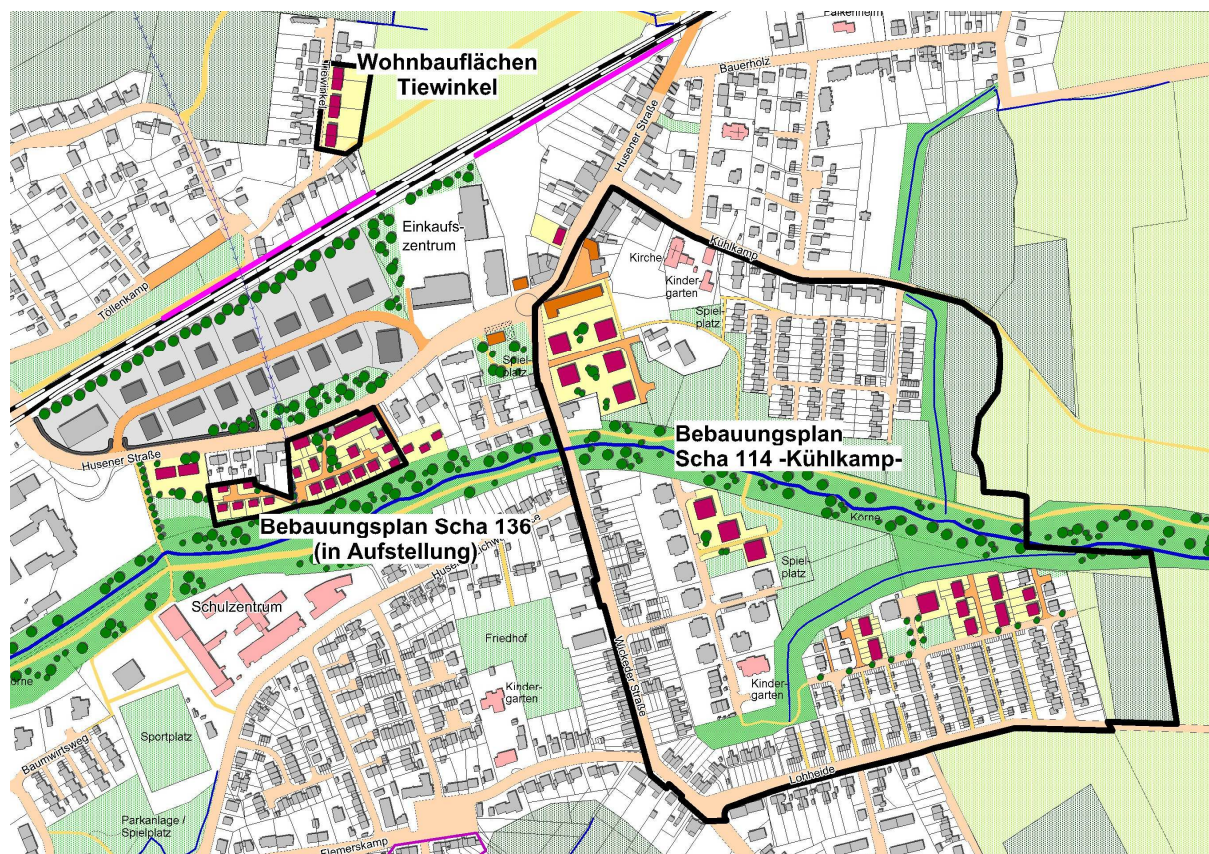 Falkenheim
Wohnbauflächen
Tiewinkel
Tiewinkel
Bauerholz
Husener Straße
Einkaufs-
zentrum
Kirche
Kühlkamp
Kinder-
garten
Töllenkamp
Spiel-
platz
Spiel-
platz
Husener Straße
Bebauungsplan
Scha 114 -Kühlkamp-
Bebauungsplan Scha 136
(in Aufstellung)
Körne
Spiel-
platz
Schulzentrum
Friedhof
Wickeder Straße
Kinder-
garten
Kinder-
garten
Körne
Sportplatz
Baumwirtsweg
Lohheide
Parkanlage /
Spielplatz
Flemerskamp